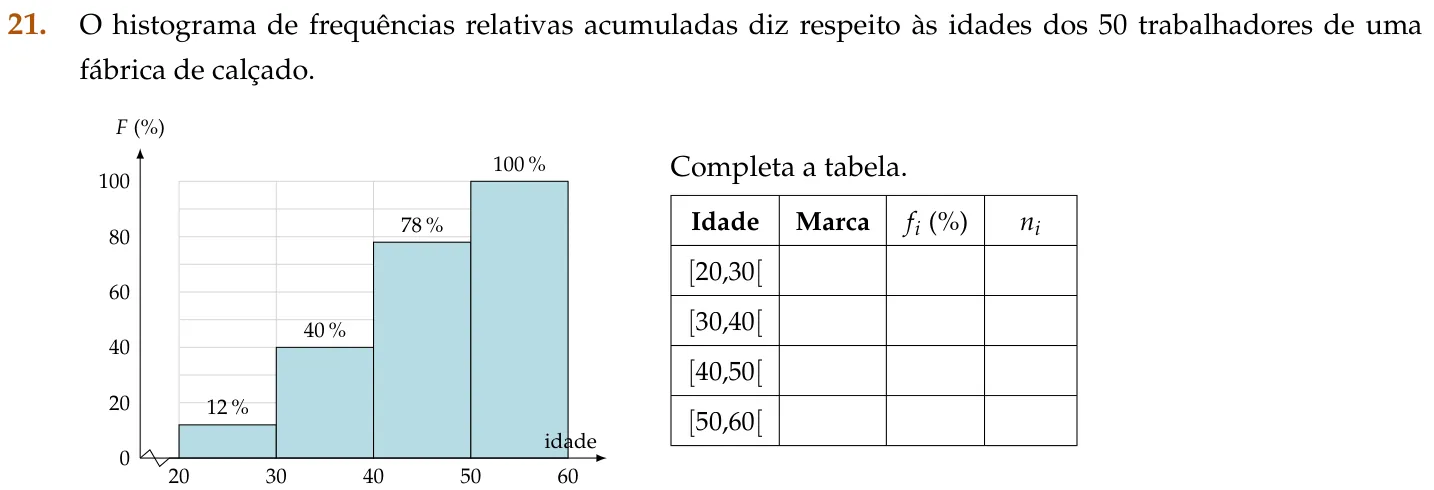 21. O histograma de frequências relativas acumuladas diz respeito às idades dos 50 trabalhadores de uma
fábrica de calçado.
F (%)
100
80
60
40
20
0
12 %
40 %
78 %
100 %
idade
20 30 40 50 60
Completa a tabela.
Idade Marca fᵢ (%) nᵢ
[20,30[
[30,40[
[40,50[
[50,60[